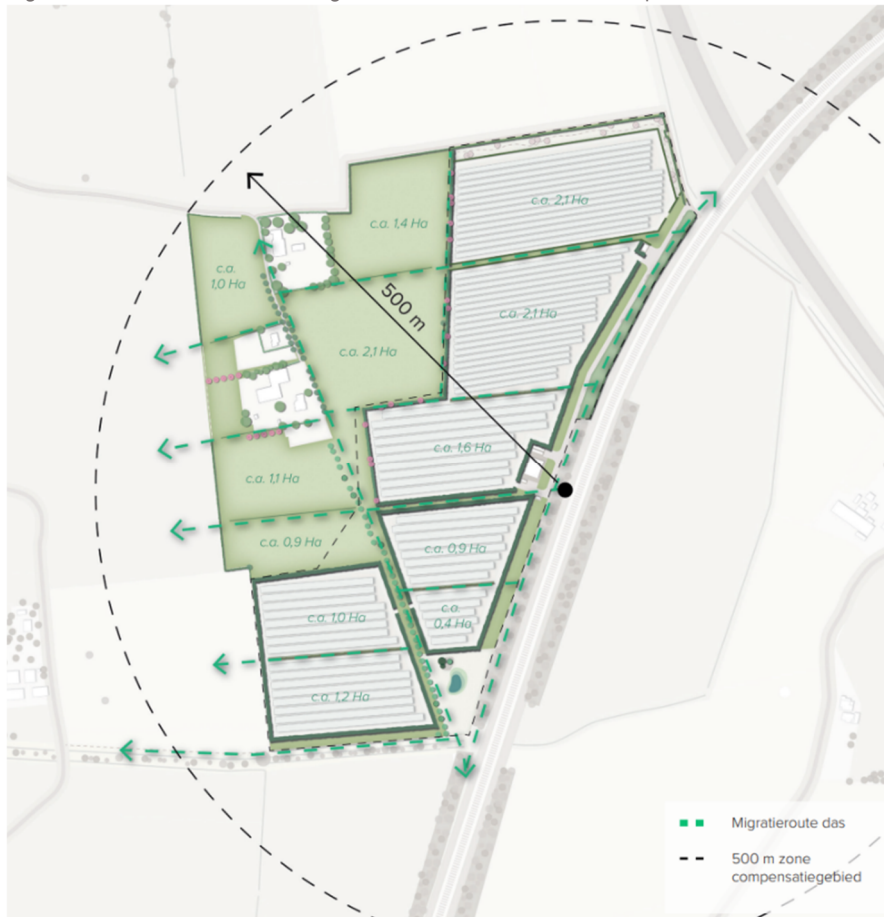 c.a. 2,1 Ha
c.a. 1,4 Ha
c.a.
1,0 Ha
500 m
c.a. 2,1 Ha
c.a. 2,1 Ha
c.a. 1,6 Ha
c.a. 1,1 Ha
c.a. 0,9 Ha
c.a. 0,9 Ha
c.a.
0,4 Ha
c.a. 1,0 Ha
c.a. 1,2 Ha
Migratieroute das
500 m zone
compensatiegebied